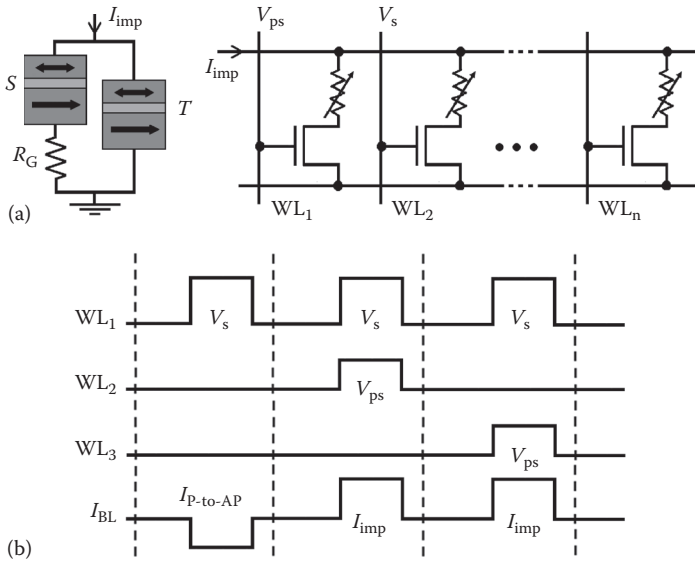 I_imp
S
T
R_G
(a)
V_ps V_s
I_imp
WL_1 WL_2 WL_n
WL_1 V_s V_s V_s
WL_2 V_ps
WL_3 V_ps
I_BL I_P-to-AP I_imp I_imp
(b)